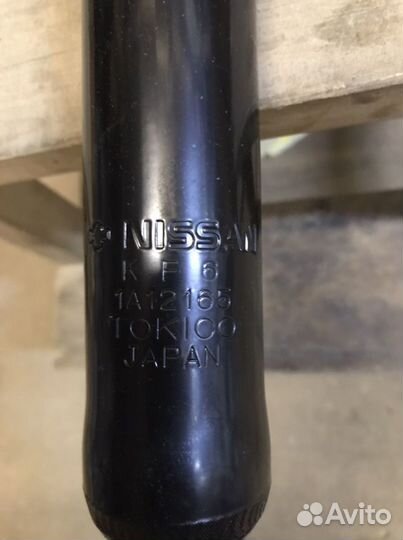 NISSAN
K F 6
1A12165
TOKICO
JAPAN
Avito